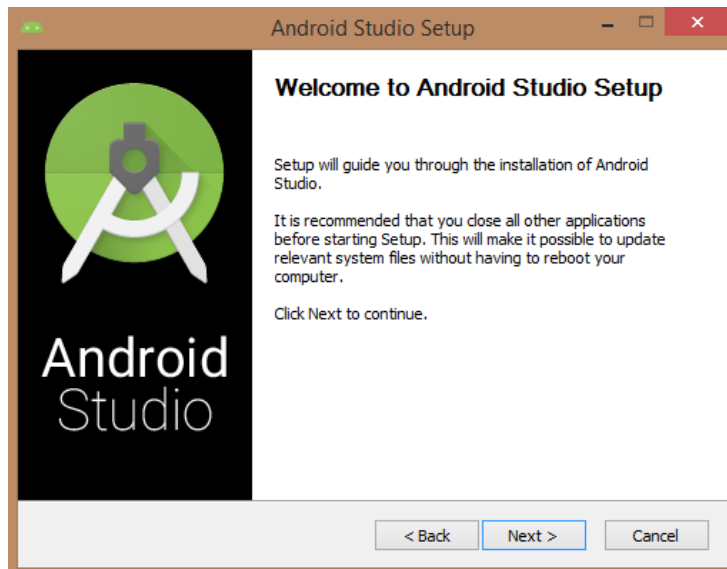 Android Studio Setup
Welcome to Android Studio Setup
Setup will guide you through the installation of Android
Studio.
It is recommended that you close all other applications
before starting Setup. This will make it possible to update
relevant system files without having to reboot your
computer.
Click Next to continue.
Android
Studio
< Back
Next >
Cancel